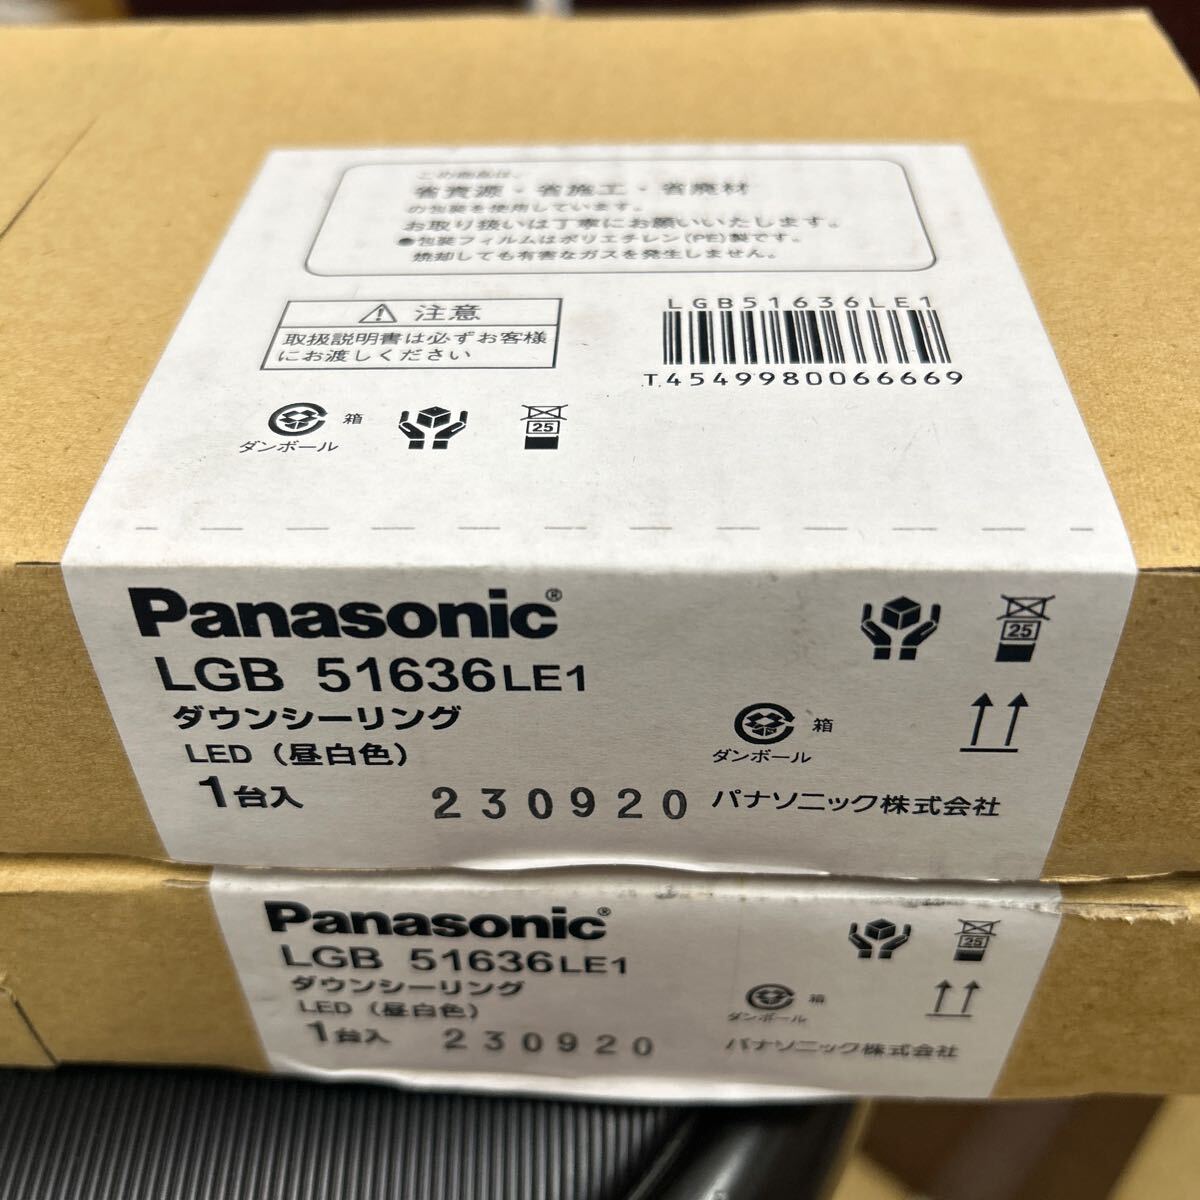 この商品は、
省資源・省施工・省廃材
の包装を使用しています。
お取り扱いは丁寧にお願いいたします。
●包装フィルムはポリエチレン(PE)製です。
焼却しても有害なガスを発生しません。
注意
取扱説明書は必ずお客様
にお渡しください
LGB51636LE1
T4549980066669
箱
ダンボール
25
Panasonic®
LGB 51636LE1
ダウンシーリング
LED（昼白色）
1台入
230920
25
箱
ダンボール
パナソニック株式会社
Panasonic®
LGB 51636LE1
ダウンシーリング
LED（昼白色）
1台入
230920
25
箱
ダンボール
パナソニック株式会社